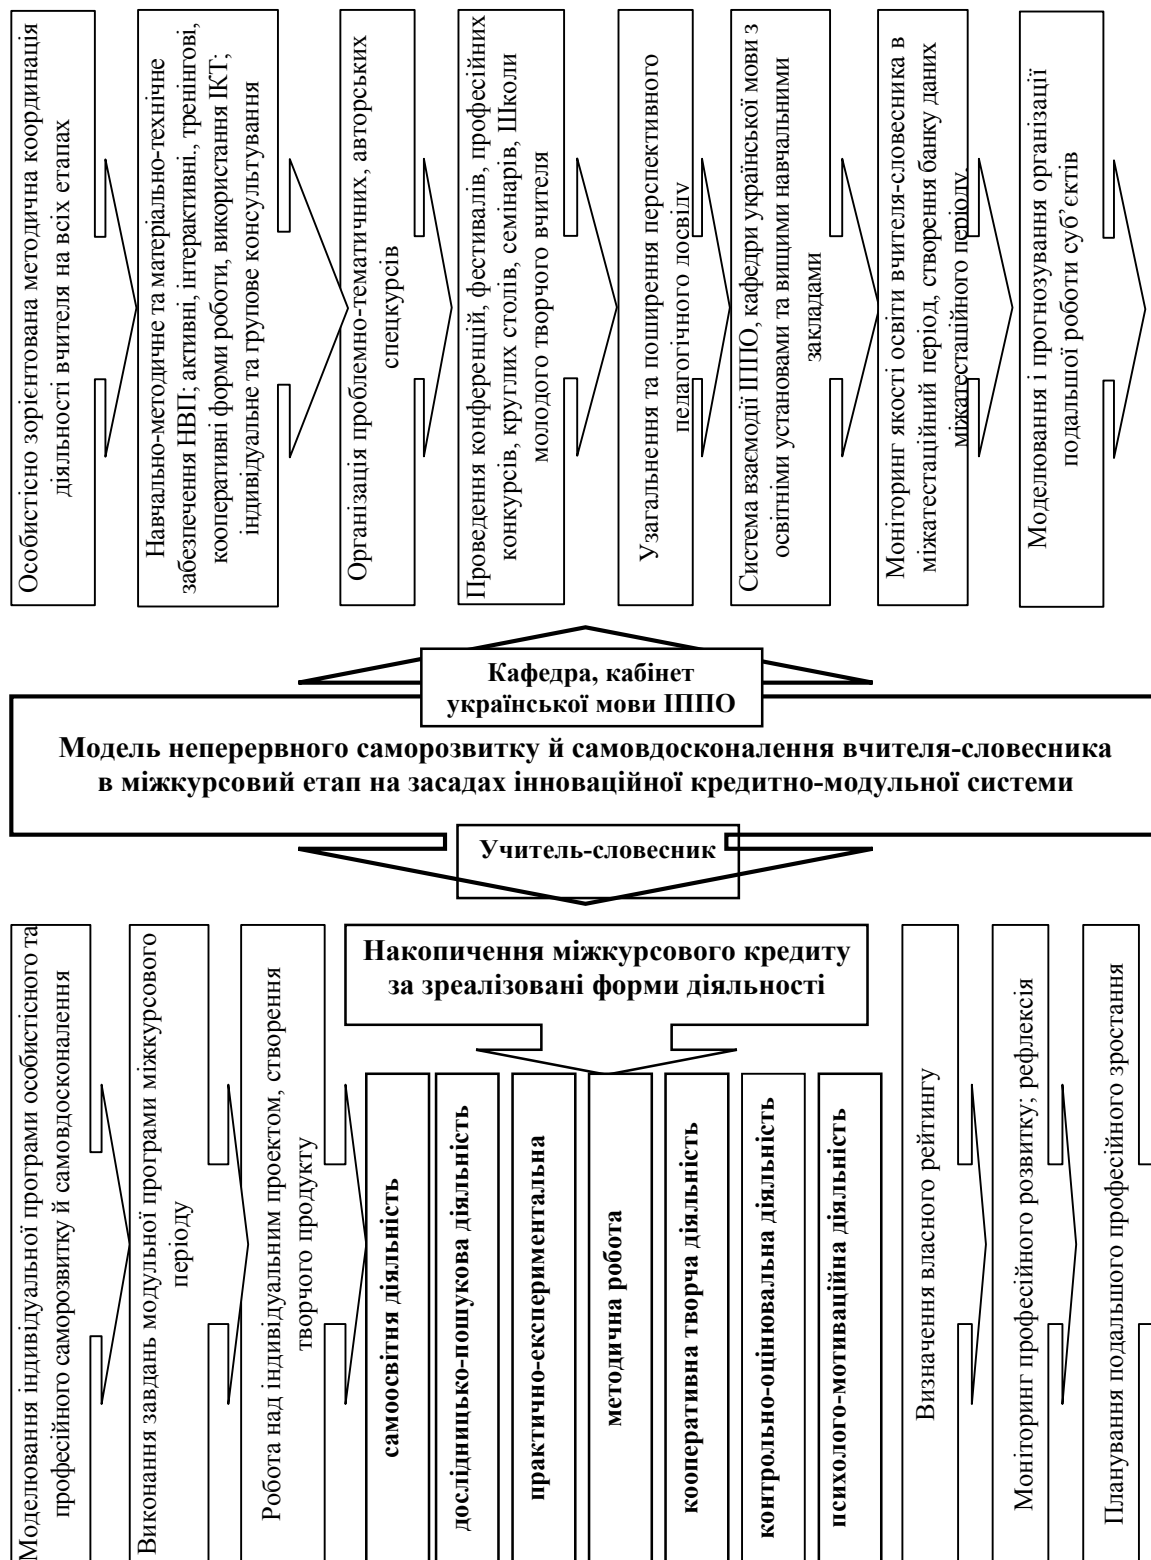 Особистісно зорієнтована методична координація
діяльності вчителя на всіх етапах
Навчально-методичне та матеріально-технічне
забезпечення НВП; активні, інтерактивні., тренінгові,
кооперативні форми роботи, використання ІКТ;
індивідуальне та групове консультування
Організація проблемно-тематичних, авторських
спецкурсів
Проведення конференцій, фестивалів, професійних
конкурсів, круглих столів, семінарів, Школи
молодого творчого вчителя
Узагальнення та поширення перспективного
педагогічного досвіду
Система взаємодії ІППО, кафедри української мови з
освітніми установами та вищими навчальними
закладами
Моніторинг якості освіти вчителя-словесника в
міжатестаційний період, створення банку даних
міжатестаційного періоду.
Моделювання і прогнозування організації
подальшої роботи суб’єктів
Кафедра, кабінет
української мови ІППО
Модель неперервного саморозвитку й самовдосконалення вчителя-словесника
в міжкурсовий етап на засадах інноваційної кредитно-модульної системи
Учитель-словесник
Моделювання індивідуальної програми особистісного та
професійного саморозвитку й самовдосконалення
Виконання завдань модульної програми міжкурсового
періоду
Робота над індивідуальним проектом, створення
творчого продукту
Накопичення міжкурсового кредиту
за зреалізовані форми діяльності
самоосвітня діяльність
дослідницько-пошукова діяльність
практично-експериментальна
методична робота
кооперативна творча діяльність
контрольно-оцінювальна діяльність
психолого-мотиваційна діяльність
Визначення власного рейтингу
Моніторинг професійного розвитку; рефлексія
Планування подальшого професійного зростання